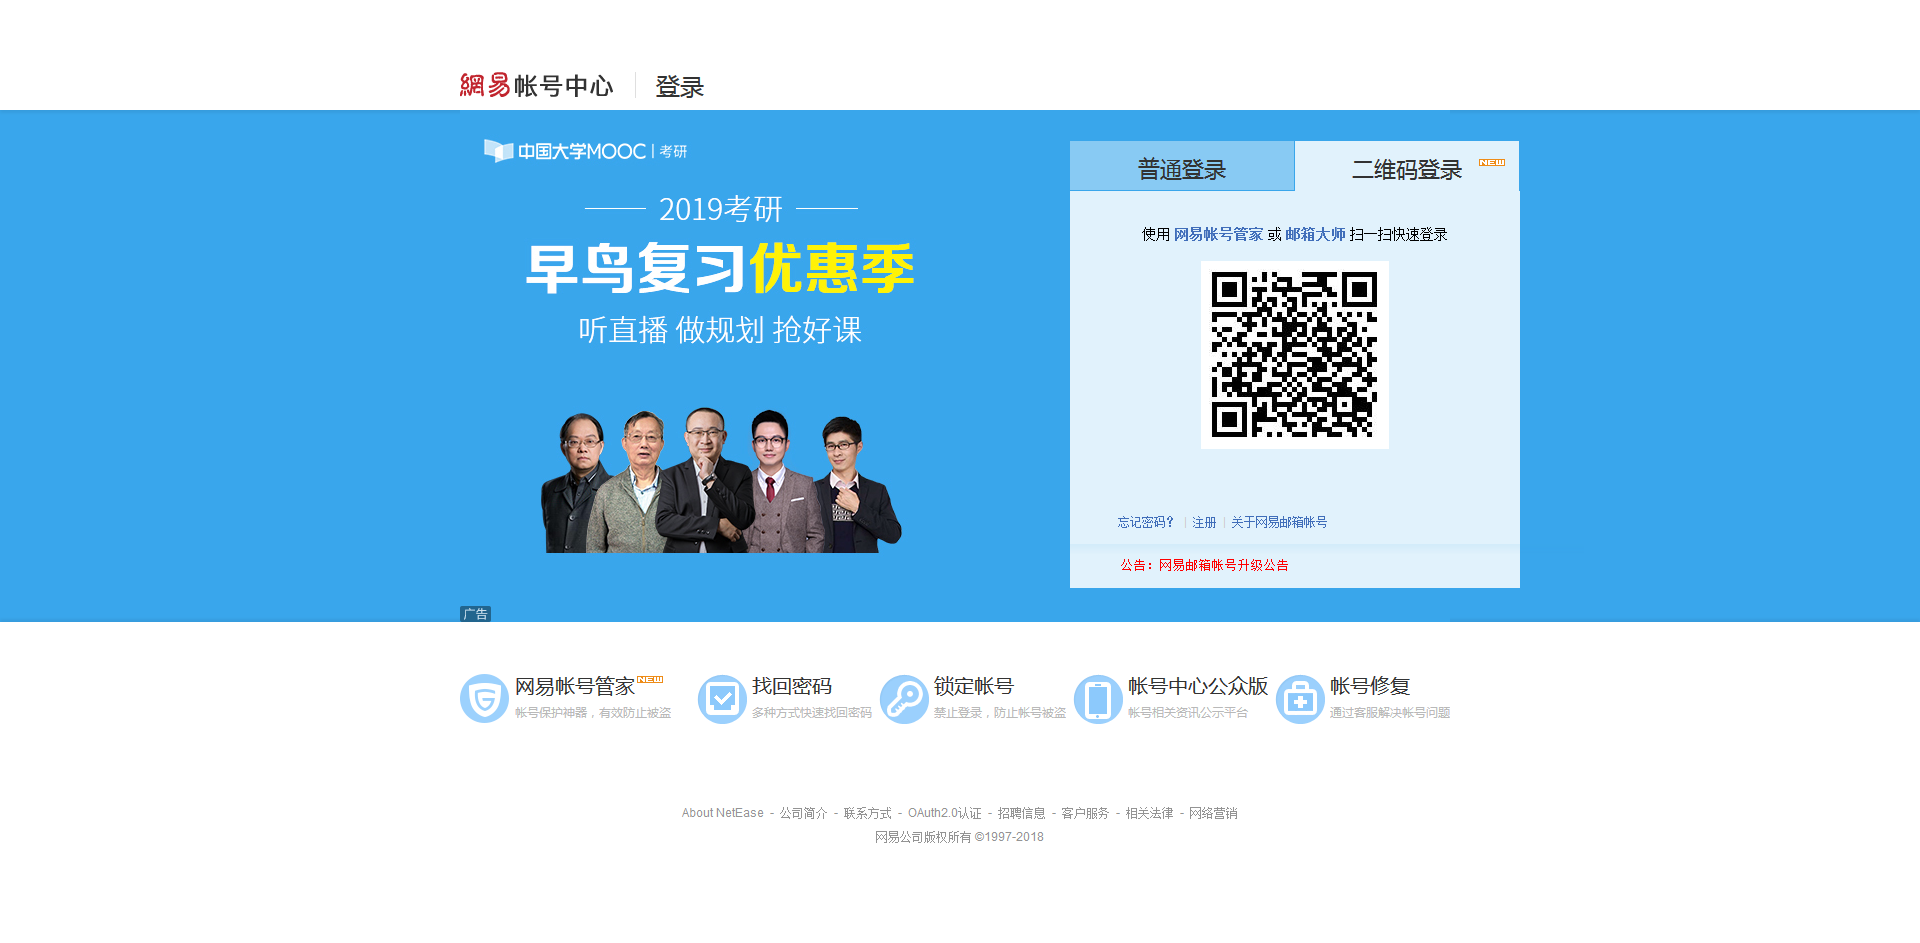 網易帐号中心 登录
中国大学MOOC 考研
2019考研
早鸟复习优惠季
听直播 做规划 抢好课
广告
普通登录
二维码登录 NEW
使用 网易帐号管家 或 邮箱大师 扫一扫快速登录
忘记密码? 注册 关于网易邮箱帐号
公告：网易邮箱帐号升级公告
网易帐号管家 NEW
帐号保护神器，有效防止被盗
找回密码
多种方式快速找回密码
锁定帐号
禁止登录，防止帐号被盗
帐号中心公众版
帐号相关资讯公示平台
帐号修复
通过客服解决帐号问题
About NetEase - 公司简介 - 联系方式 - OAuth2.0认证 - 招聘信息 - 客户服务 - 相关法律 - 网络营销
网易公司版权所有 ©1997-2018